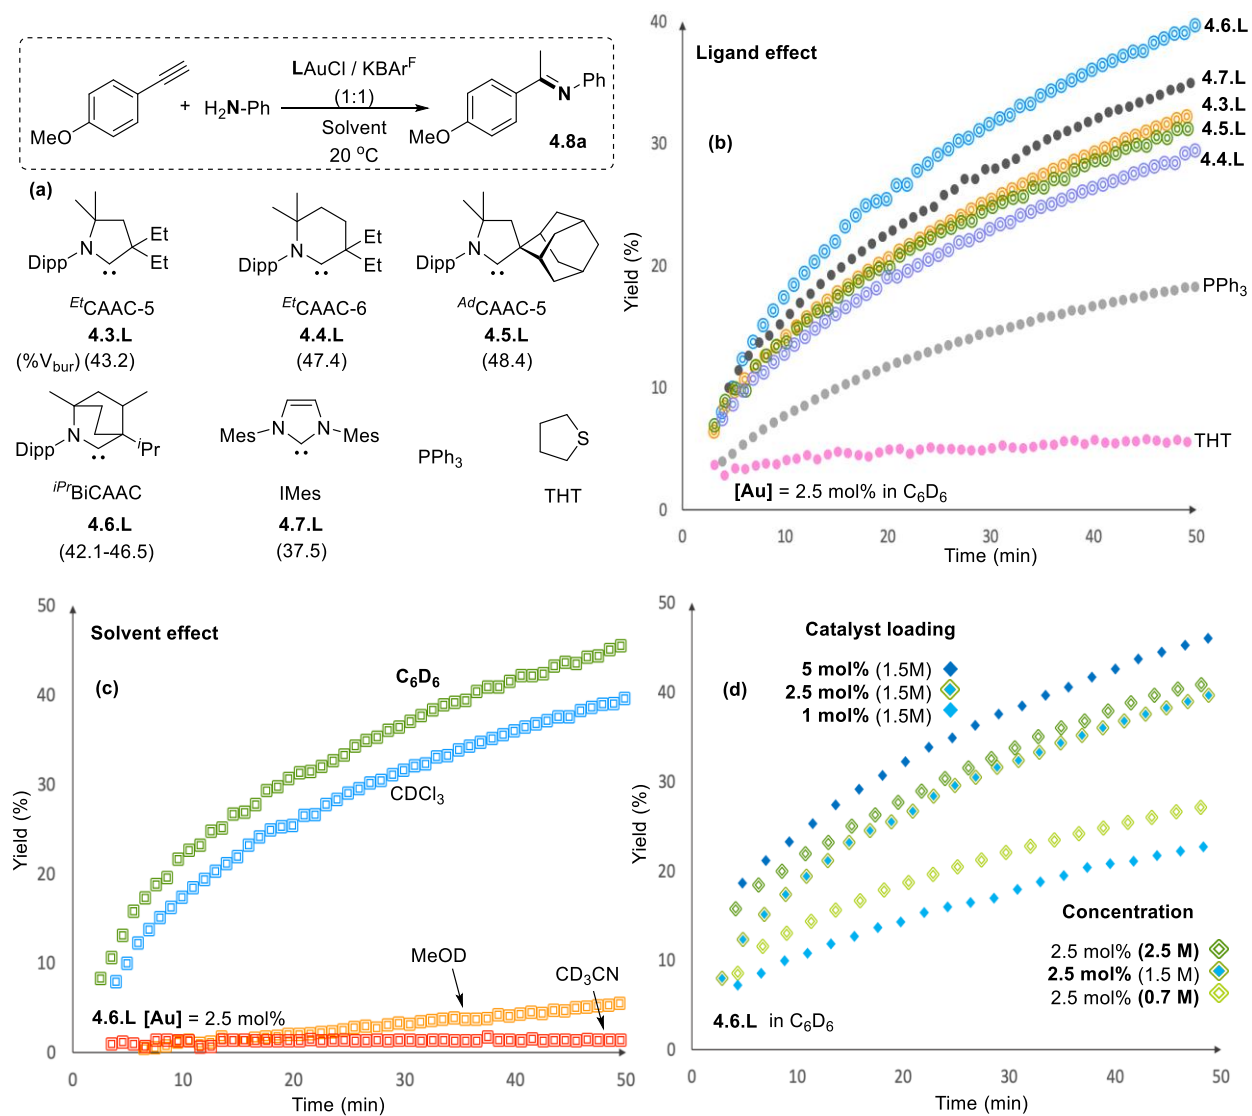 LAuCl / KBArF
(1:1)
Solvent
20 oC
MeO
+
H2N-Ph
MeO
N
Ph
4.8a
(a)
N
Dipp
Et
Et
EtCAAC-5
4.3.L
(%Vbur) (43.2)
N
Dipp
Et
Et
EtCAAC-6
4.4.L
(47.4)
N
Dipp
AdCAAC-5
4.5.L
(48.4)
N
Dipp
iPr
iPrBiCAAC
4.6.L
(42.1-46.5)
Mes
N
N
Mes
IMes
4.7.L
(37.5)
PPh3
S
THT
40
30
20
10
0
Yield (%)
Ligand effect
(b)
4.6.L
4.7.L
4.3.L
4.5.L
4.4.L
PPh3
THT
[Au] = 2.5 mol% in C6D6
0 10 20 30 40 50
Time (min)
50
40
30
20
10
0
Yield (%)
Solvent effect
(c)
C6D6
CDCl3
MeOD
CD3CN
4.6.L [Au] = 2.5 mol%
0 10 20 30 40 50
Time (min)
50
40
30
20
10
0
Yield (%)
Catalyst loading
(d)
5 mol% (1.5M)
2.5 mol% (1.5M)
1 mol% (1.5M)
Concentration
2.5 mol% (2.5 M)
2.5 mol% (1.5 M)
2.5 mol% (0.7 M)
4.6.L in C6D6
0 10 20 30 40 50
Time (min)